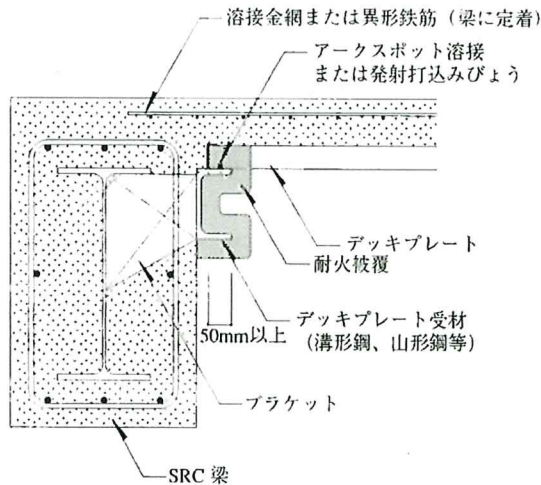 溶接金網または異形鉄筋（梁に定着）
アークスポット溶接
または発射打込みびょう
デッキプレート
耐火被覆
デッキプレート受材
（溝形鋼、山形鋼等）
50mm以上
ブラケット
SRC 梁